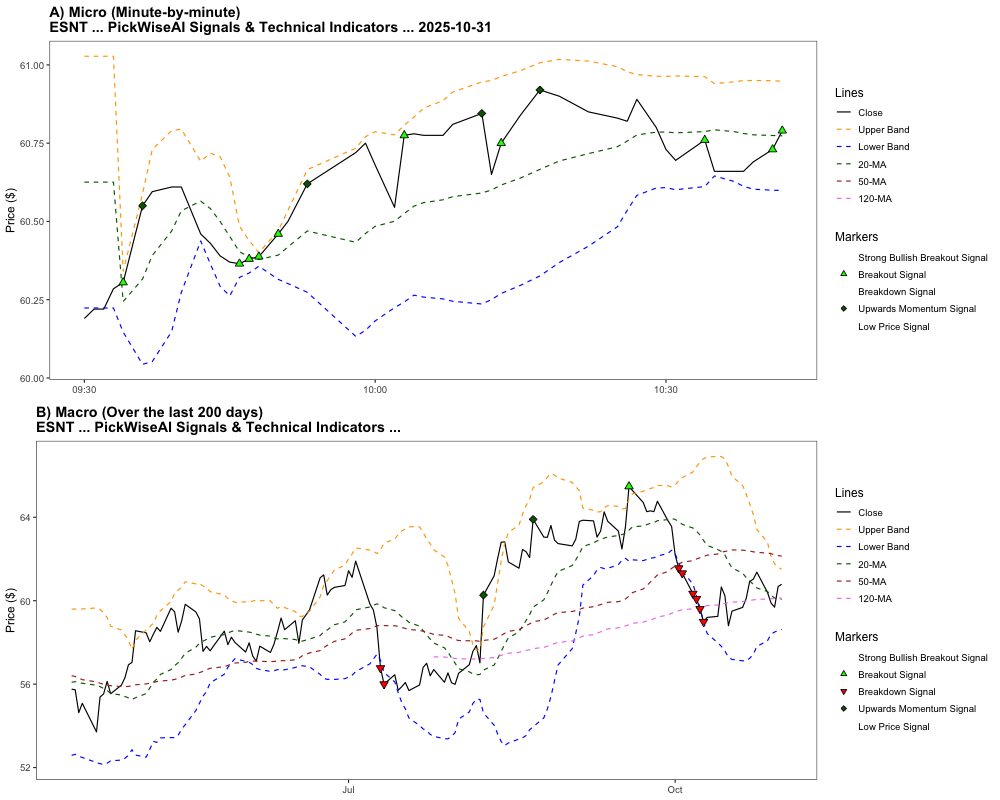 A) Micro (Minute-by-minute)
ESNT ... PickWiseAI Signals & Technical Indicators ... 2025-10-31
Price ($)
61.00
60.75
60.50
60.25
60.00
09:30
10:00
10:30
Lines
Close
Upper Band
Lower Band
20-MA
50-MA
120-MA
Markers
Strong Bullish Breakout Signal
Breakout Signal
Breakdown Signal
Upwards Momentum Signal
Low Price Signal
B) Macro (Over the last 200 days)
ESNT ... PickWiseAI Signals & Technical Indicators ...
Price ($)
64
60
56
52
Jul
Oct
Lines
Close
Upper Band
Lower Band
20-MA
50-MA
120-MA
Markers
Strong Bullish Breakout Signal
Breakout Signal
Breakdown Signal
Upwards Momentum Signal
Low Price Signal